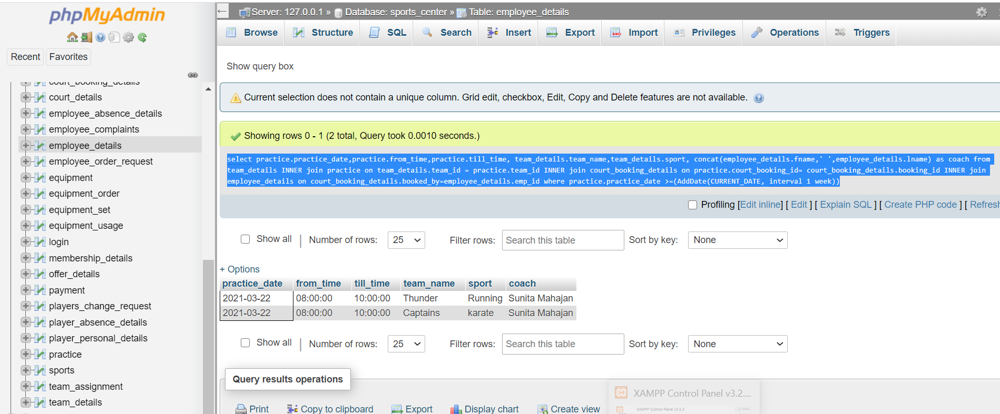 phpMyAdmin
Recent Favorites
court_booking_details
court_details
employee_absence_details
employee_complaints
employee_details
employee_order_request
equipment
equipment_order
equipment_set
equipment_usage
login
membership_details
offer_details
payment
players_change_request
player_absence_details
player_personal_details
practice
sports
team_assignment
team_details
Server: 127.0.0.1 » Database: sports_center » Table: employee_details
Browse Structure SQL Search Insert Export Import Privileges Operations Triggers
Show query box
Current selection does not contain a unique column. Grid edit, checkbox, Edit, Copy and Delete features are not available.
Showing rows 0 - 1 (2 total, Query took 0.0010 seconds.)
select practice.practice_date,practice.from_time,practice.till_time, team_details.team_name,team_details.sport, concat(employee_details.fname,' ',employee_details.lname) as coach from
team_details INNER join practice on team_details.team_id = practice.team_id INNER join court_booking_details on practice.court_booking_id= court_booking_details.booking_id INNER join
employee_details on court_booking_details.booked_by=employee_details.emp_id where practice.practice_date >=(AddDate(CURRENT_DATE, interval 1 week))
Profiling [Edit inline] [ Edit ] [ Explain SQL ] [ Create PHP code ] [ Refresh
Show all | Number of rows: 25 Filter rows: Search this table Sort by key: None
+ Options
practice_date from_time till_time team_name sport coach
2021-03-22 08:00:00 10:00:00 Thunder Running Sunita Mahajan
2021-03-22 08:00:00 10:00:00 Captains karate Sunita Mahajan
Show all | Number of rows: 25 Filter rows: Search this table Sort by key: None
Query results operations
Print Copy to clipboard Export Display chart Create view
XAMPP Control Panel v3.2....
XAMPP Control Panel v3.2.4